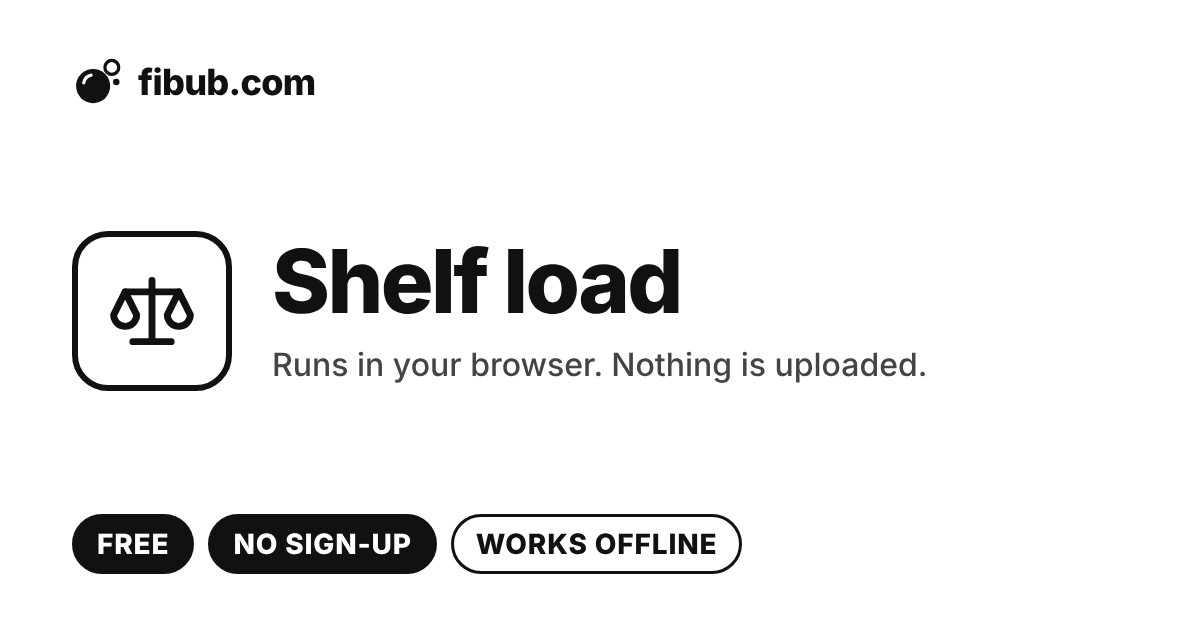 fibub.com
Shelf load
Runs in your browser. Nothing is uploaded.
FREE
NO SIGN-UP
WORKS OFFLINE